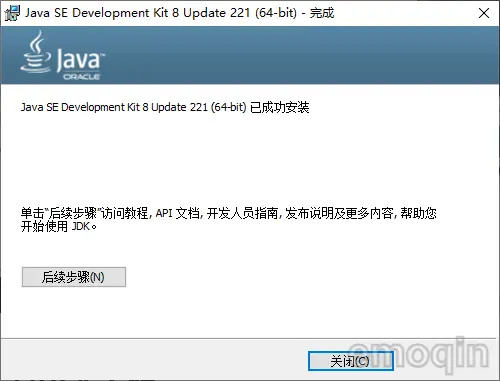 Java SE Development Kit 8 Update 221 (64-bit) - 完成
Java™
ORACLE
Java SE Development Kit 8 Update 221 (64-bit) 已成功安装
单击“后续步骤”访问教程, API 文档, 开发人员指南, 发布说明及更多内容, 帮助您
开始使用 JDK。
后续步骤(N)
emoqin
关闭(C)